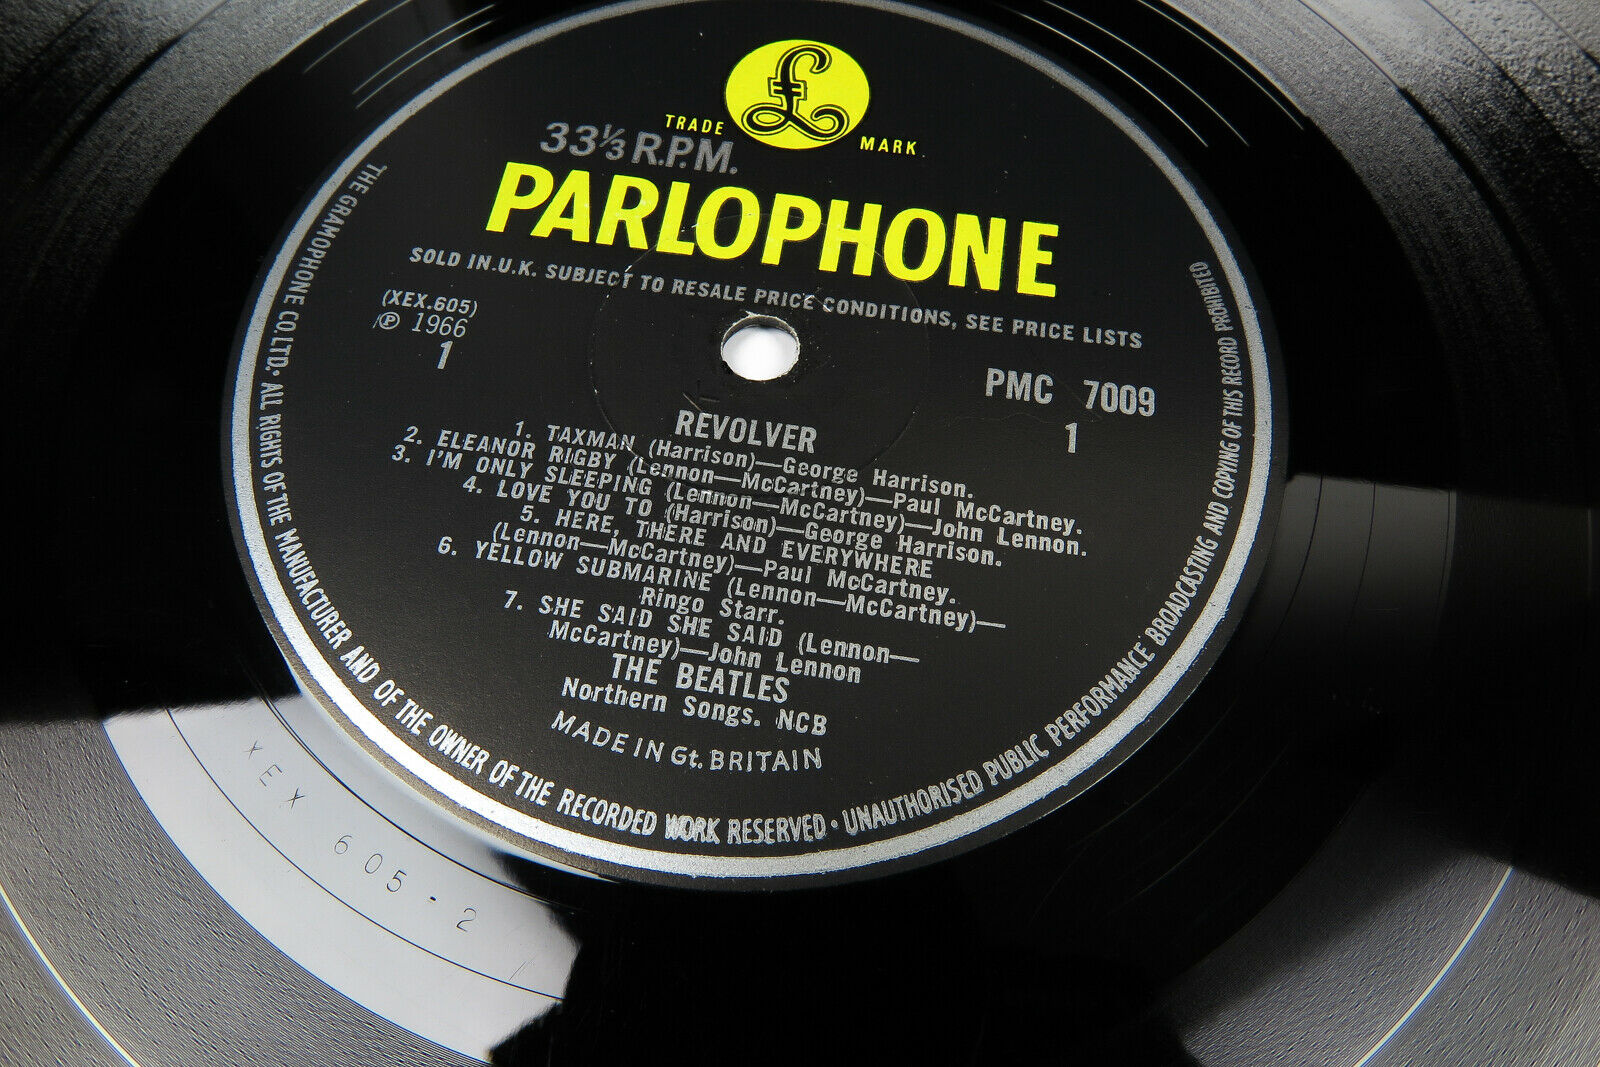 TRADE MARK
33⅓ R.P.M.
PARLOPHONE
SOLD IN U.K. SUBJECT TO RESALE PRICE CONDITIONS, SEE PRICE LISTS
(XEX.605)
℗ 1966
1
PMC 7009
1
REVOLVER
1. TAXMAN (Harrison)—George Harrison.
2. ELEANOR RIGBY (Lennon—McCartney)—Paul McCartney.
3. I'M ONLY SLEEPING (Lennon—McCartney)—John Lennon.
4. LOVE YOU TO (Harrison)—George Harrison.
5. HERE, THERE AND EVERYWHERE
(Lennon—McCartney)—Paul McCartney.
6. YELLOW SUBMARINE (Lennon—McCartney)—
Ringo Starr.
7. SHE SAID SHE SAID (Lennon—
McCartney)—John Lennon
THE BEATLES
Northern Songs. NCB
MADE IN Gt. BRITAIN
THE GRAMOPHONE CO. LTD. • ALL RIGHTS OF THE MANUFACTURER AND OF THE OWNER OF THE RECORDED WORK RESERVED • UNAUTHORISED PUBLIC PERFORMANCE BROADCASTING AND COPYING OF THIS RECORD PROHIBITED
XEX 605-2